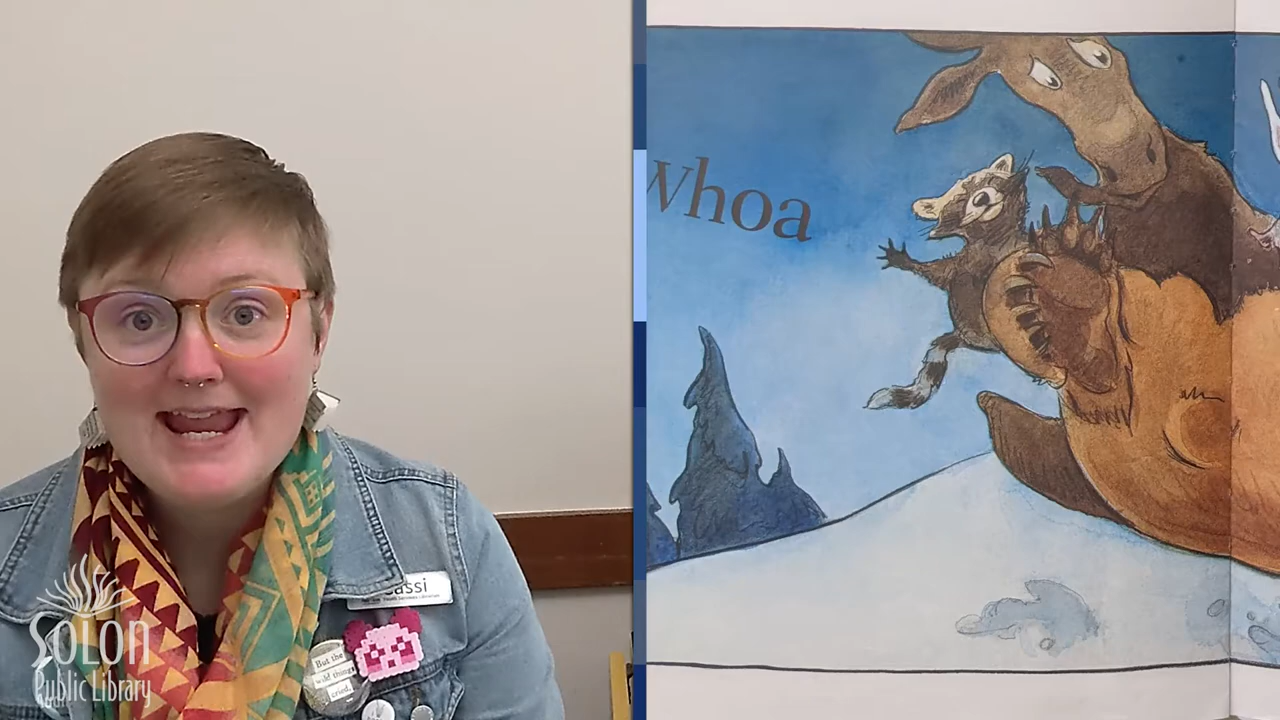 whoa
Cassi
But the
wild things
cried,
SOLON
Public Library